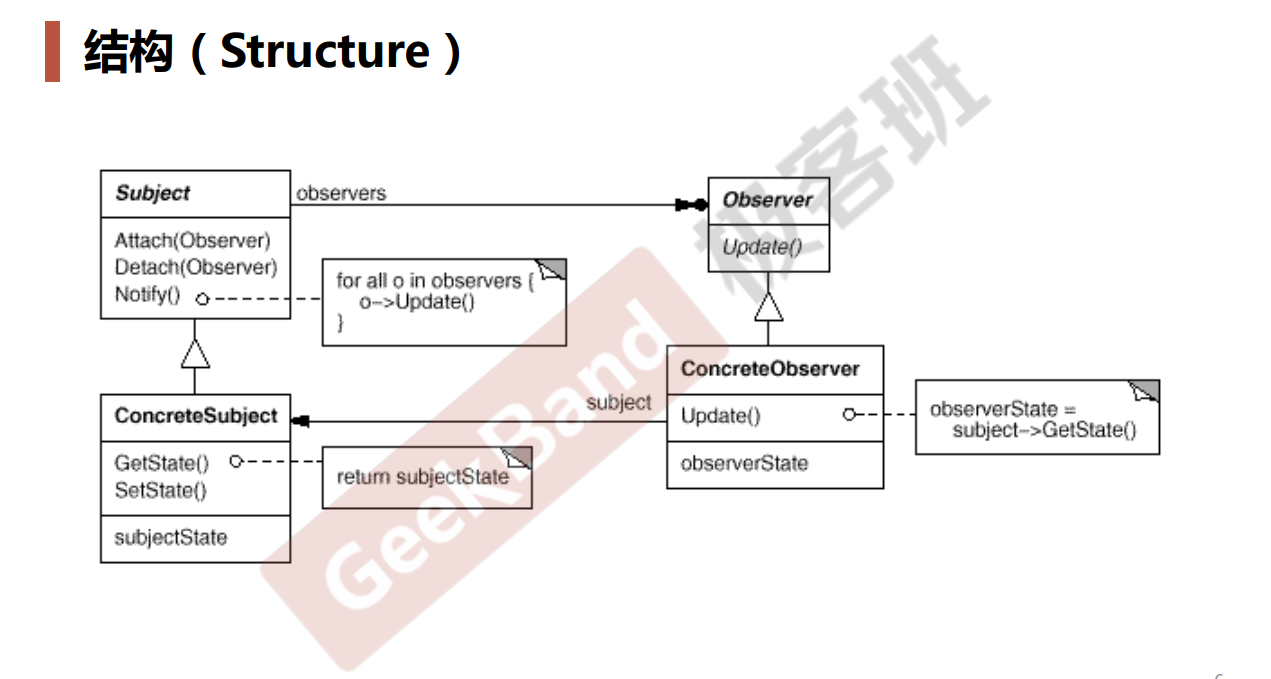 结构（Structure）
Subject
Attach(Observer)
Detach(Observer)
Notify()
observers
for all o in observers {
o->Update()
}
Observer
Update()
ConcreteSubject
GetState()
SetState()
subjectState
return subjectState
subject
ConcreteObserver
Update()
observerState
observerState =
subject->GetState()
GeekBand
极客班